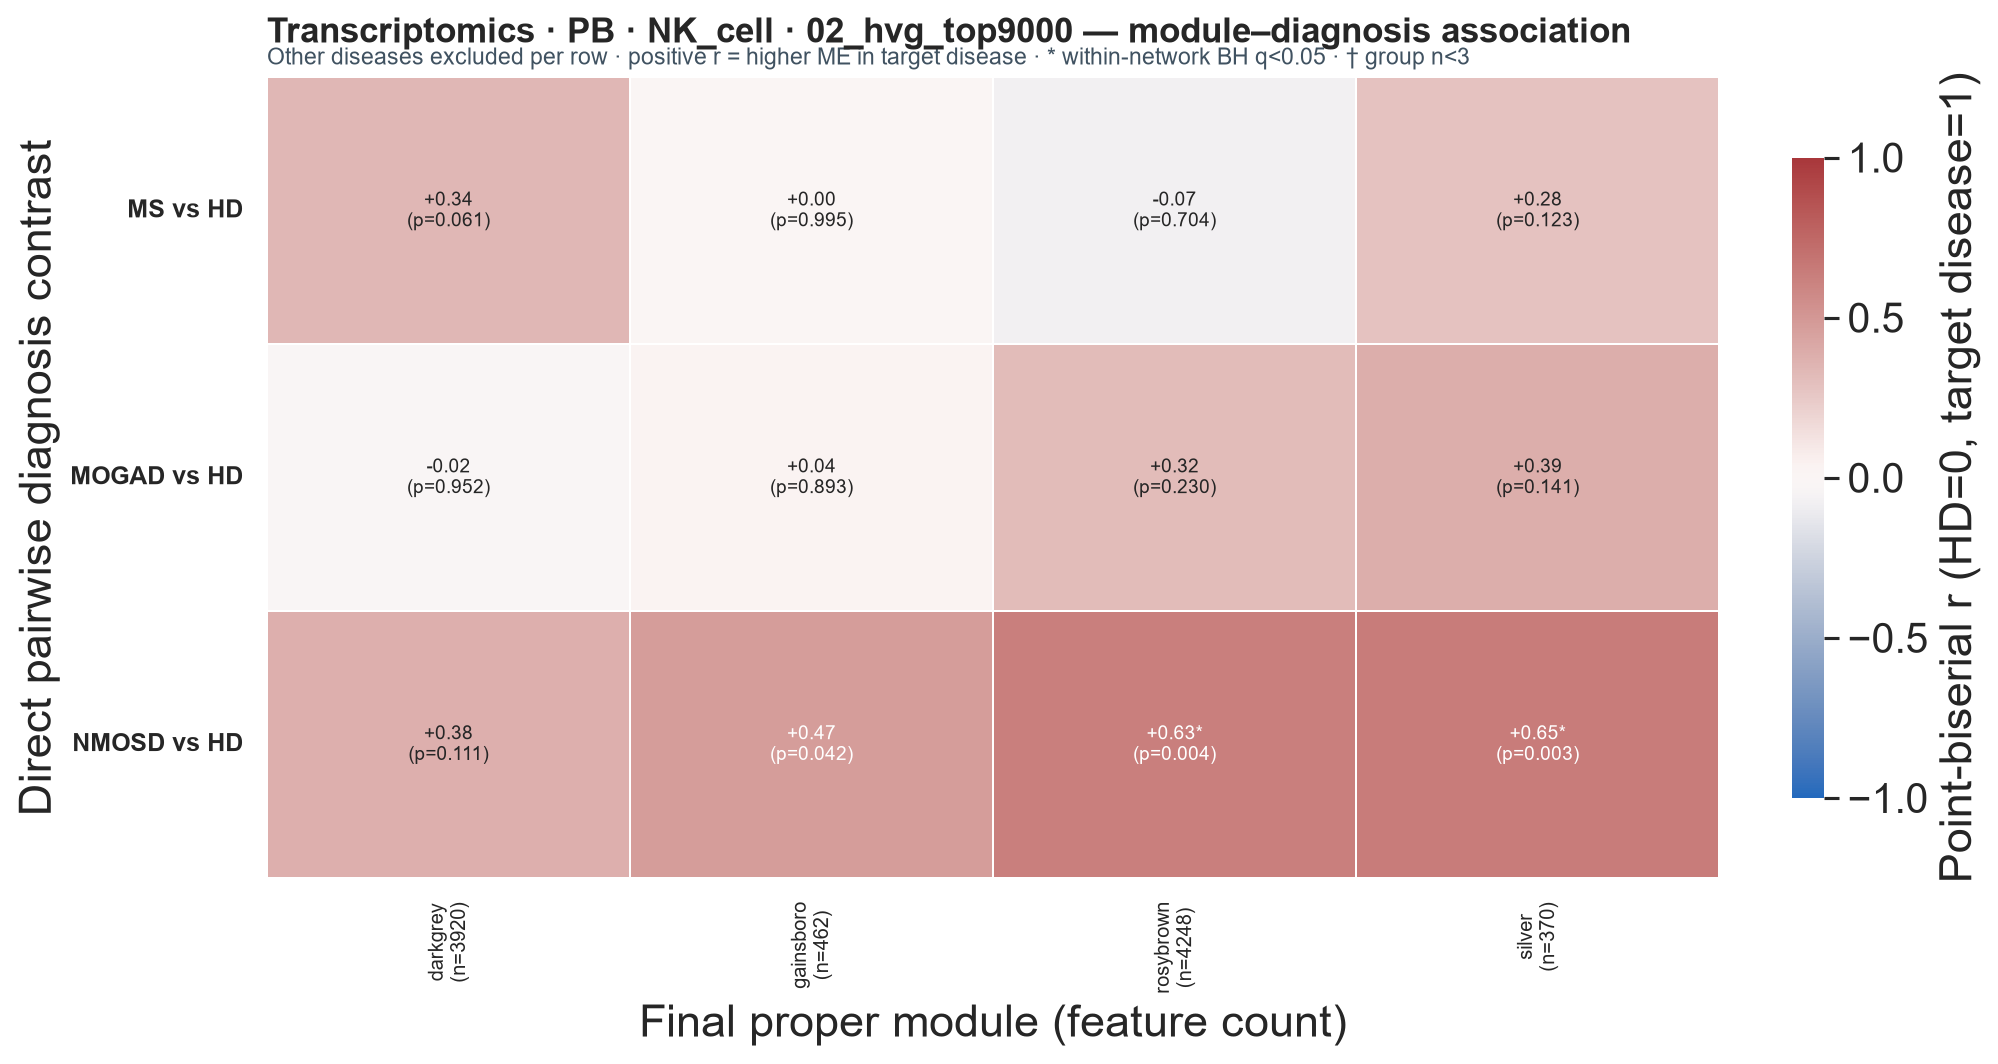 Transcriptomics · PB · NK_cell · 02_hvg_top9000 — module–diagnosis association
Other diseases excluded per row · positive r = higher ME in target disease · * within-network BH q<0.05 · † group n<3
Direct pairwise diagnosis contrast
MS vs HD
+0.34
(p=0.061)
+0.00
(p=0.995)
-0.07
(p=0.704)
+0.28
(p=0.123)
MOGAD vs HD
-0.02
(p=0.952)
+0.04
(p=0.893)
+0.32
(p=0.230)
+0.39
(p=0.141)
NMOSD vs HD
+0.38
(p=0.111)
+0.47
(p=0.042)
+0.63*
(p=0.004)
+0.65*
(p=0.003)
darkgrey
(n=3920)
gainsboro
(n=462)
rosybrown
(n=4248)
silver
(n=370)
Final proper module (feature count)
1.0
0.5
0.0
−0.5
−1.0
Point-biserial r (HD=0, target disease=1)